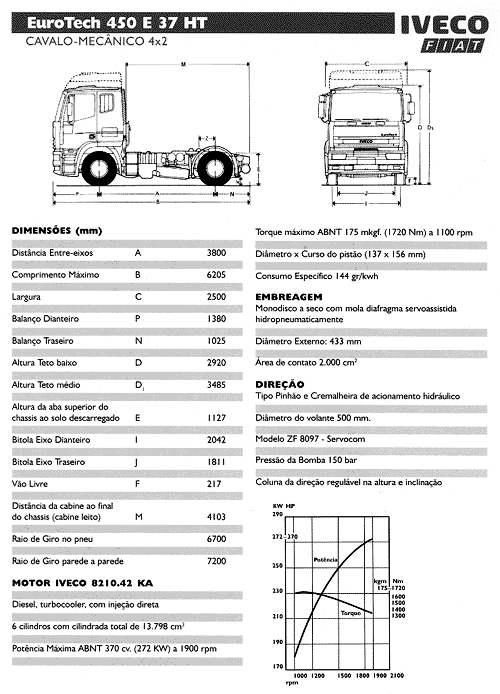 EuroTech 450 E 37 HT
CAVALO-MECÂNICO 4x2
IVECO
FIAT
M
Z
E
P
A
N
B
C
D
D1
IVECO
F
J
I
DIMENSÕES (mm)
Distância Entre-eixos A 3800
Comprimento Máximo B 6205
Largura C 2500
Balanço Dianteiro P 1380
Balanço Traseiro N 1025
Altura Teto baixo D 2920
Altura Teto médio D1 3485
Altura da aba superior do
chassis ao solo descarregado E 1127
Bitola Eixo Dianteiro I 2042
Bitola Eixo Traseiro J 1811
Vão Livre F 217
Distância da cabine ao final
do chassis (cabine leito) M 4103
Raio de Giro no pneu 6700
Raio de Giro parede a parede 7200
MOTOR IVECO 8210.42 KA
Diesel, turbocooler, com injeção direta
6 cilindros com cilindrada total de 13.798 cm³
Potência Máxima ABNT 370 cv. (272 KW) a 1900 rpm
Torque máximo ABNT 175 mkgf. (1720 Nm) a 1100 rpm
Diâmetro x Curso do pistão (137 x 156 mm)
Consumo Específico 144 gr/kwh
EMBREAGEM
Monodisco a seco com mola diafragma servoassistida
hidropneumaticamente
Diâmetro Externo: 433 mm
Área de contato 2.000 cm²
DIREÇÃO
Tipo Pinhão e Cremalheira de acionamento hidráulico
Diâmetro do volante 500 mm.
Modelo ZF 8097 - Servocom
Pressão da Bomba 150 bar
Coluna da direção regulável na altura e inclinação
KW HP
290
272-370
250
230
210
190
170
Potência
Torque
kgm Nm
175-1720
1600
1500
1400
1300
1000 1200 1500 1800 1900 2100
rpm